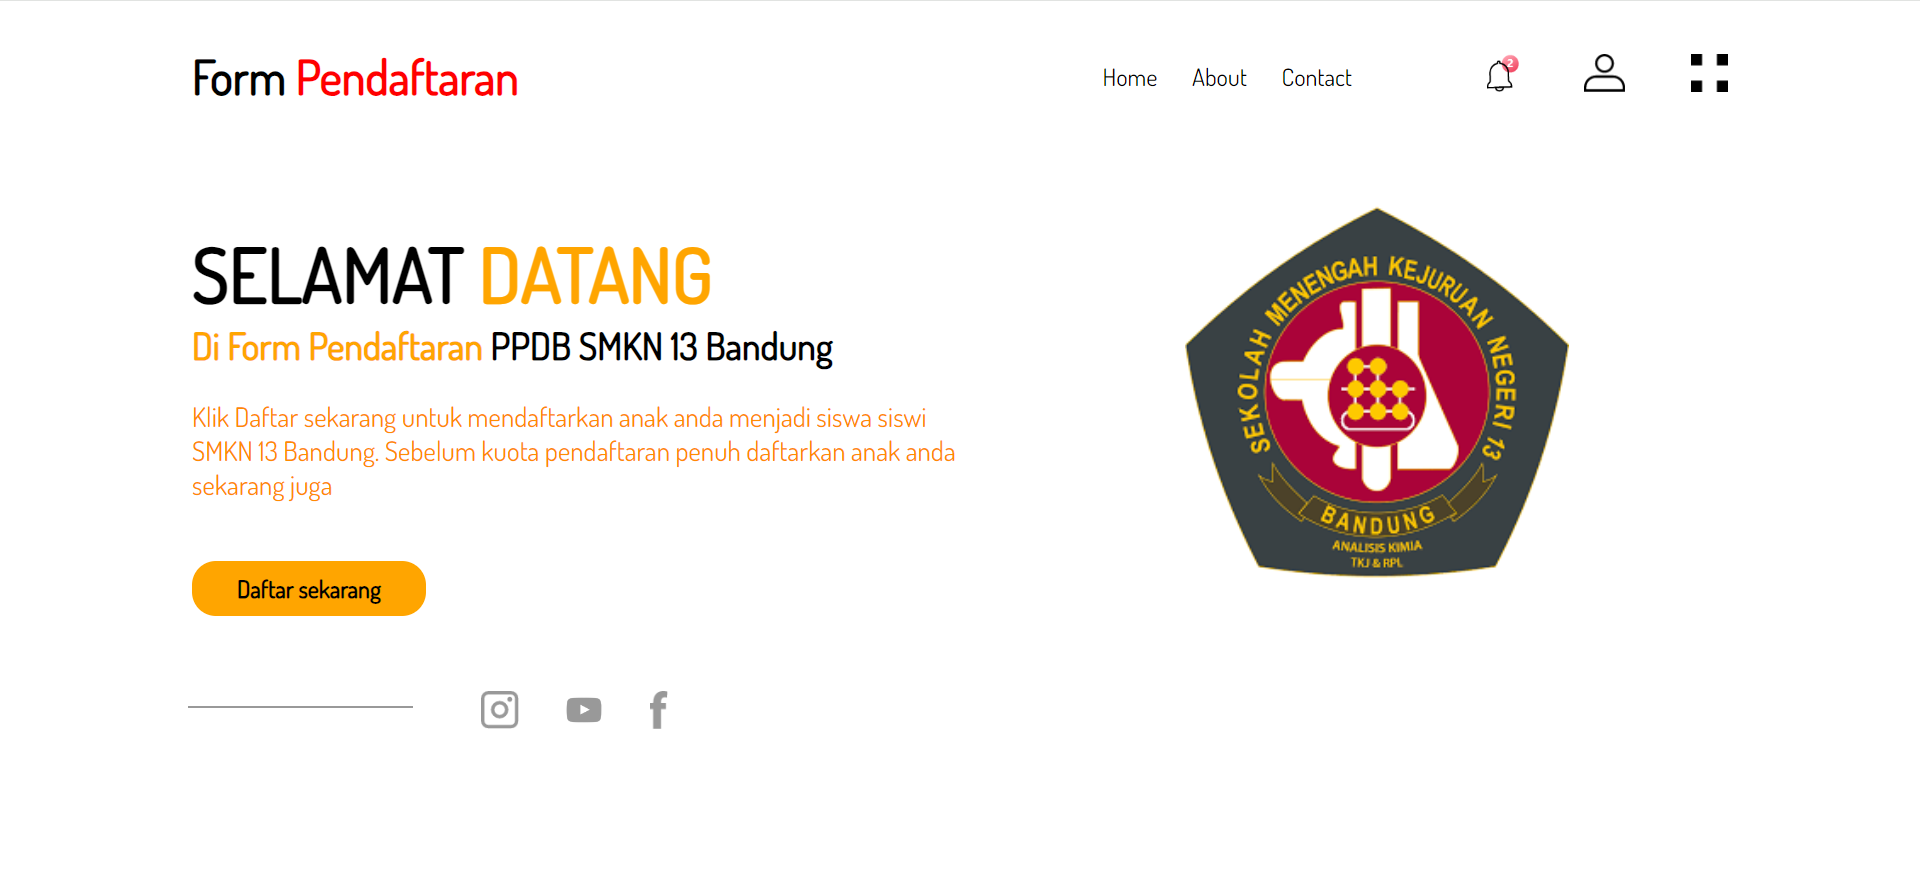 Form Pendaftaran
Home About Contact
2
SELAMAT DATANG
Di Form Pendaftaran PPDB SMKN 13 Bandung
Klik Daftar sekarang untuk mendaftarkan anak anda menjadi siswa siswi
SMKN 13 Bandung. Sebelum kuota pendaftaran penuh daftarkan anak anda
sekarang juga
Daftar sekarang
SEKOLAH MENENGAH KEJURUAN NEGERI 13
BANDUNG
ANALISIS KIMIA
TKJ & RPL